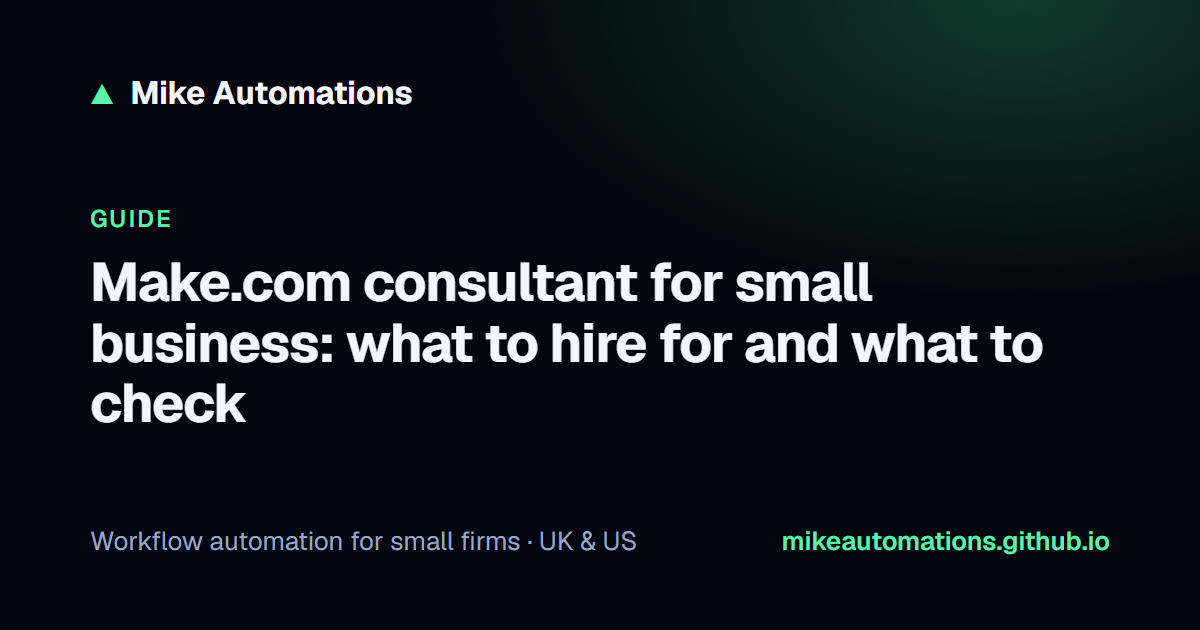 Mike Automations
GUIDE
Make.com consultant for small
business: what to hire for and what to
check
Workflow automation for small firms · UK & US
mikeautomations.github.io